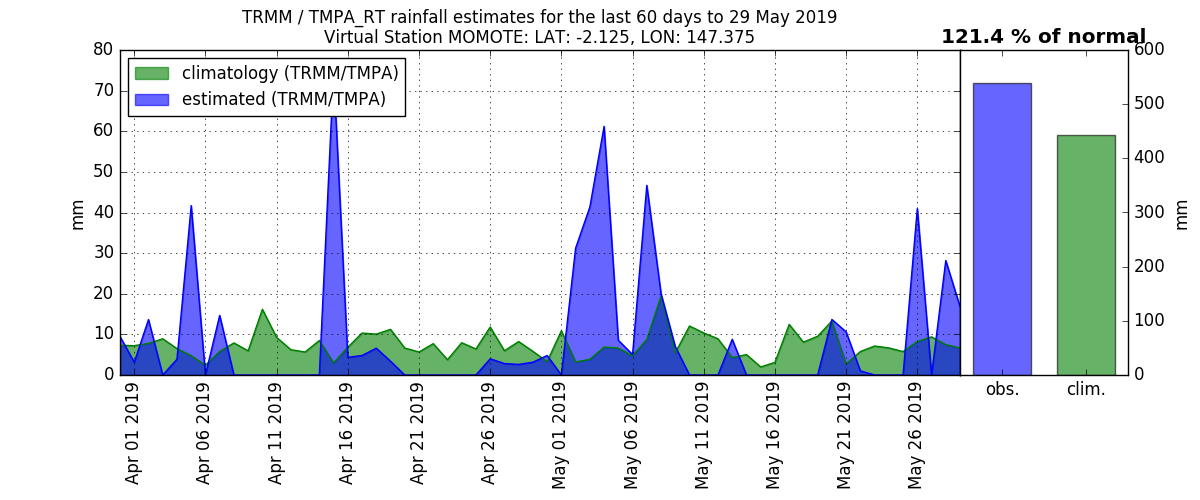 TRMM / TMPA_RT rainfall estimates for the last 60 days to 29 May 2019
Virtual Station MOMOTE: LAT: -2.125, LON: 147.375
121.4 % of normal
climatology (TRMM/TMPA)
estimated (TRMM/TMPA)
80
70
60
50
40
30
20
10
0
mm
Apr 01 2019
Apr 06 2019
Apr 11 2019
Apr 16 2019
Apr 21 2019
Apr 26 2019
May 01 2019
May 06 2019
May 11 2019
May 16 2019
May 21 2019
May 26 2019
obs.
clim.
600
500
400
300
200
100
0
mm